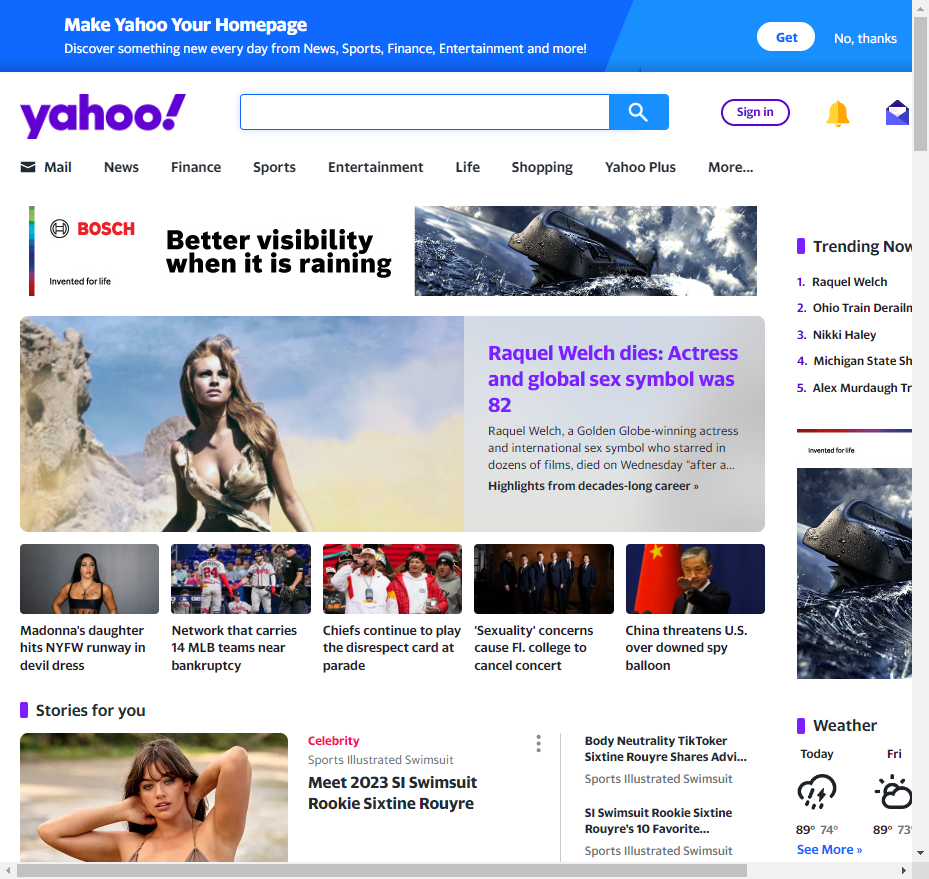 Make Yahoo Your Homepage
Discover something new every day from News, Sports, Finance, Entertainment and more!
Get
No, thanks
yahoo!
Sign in
Mail
News
Finance
Sports
Entertainment
Life
Shopping
Yahoo Plus
More...
BOSCH
Invented for life
Better visibility
when it is raining
Raquel Welch dies: Actress
and global sex symbol was
82
Raquel Welch, a Golden Globe-winning actress
and international sex symbol who starred in
dozens of films, died on Wednesday "after a...
Highlights from decades-long career »
Madonna's daughter
hits NYFW runway in
devil dress
Network that carries
14 MLB teams near
bankruptcy
Chiefs continue to play
the disrespect card at
parade
'Sexuality' concerns
cause Fl. college to
cancel concert
China threatens U.S.
over downed spy
balloon
Stories for you
Celebrity
Sports Illustrated Swimsuit
Meet 2023 SI Swimsuit
Rookie Sixtine Rouyre
Body Neutrality TikToker
Sixtine Rouyre Shares Advi...
Sports Illustrated Swimsuit
SI Swimsuit Rookie Sixtine
Rouyre's 10 Favorite...
Sports Illustrated Swimsuit
Trending Now
1. Raquel Welch
2. Ohio Train Derailm
3. Nikki Haley
4. Michigan State Sh
5. Alex Murdaugh Tr
Invented for life
Weather
Today
Fri
89° 74°
89° 73°
See More »